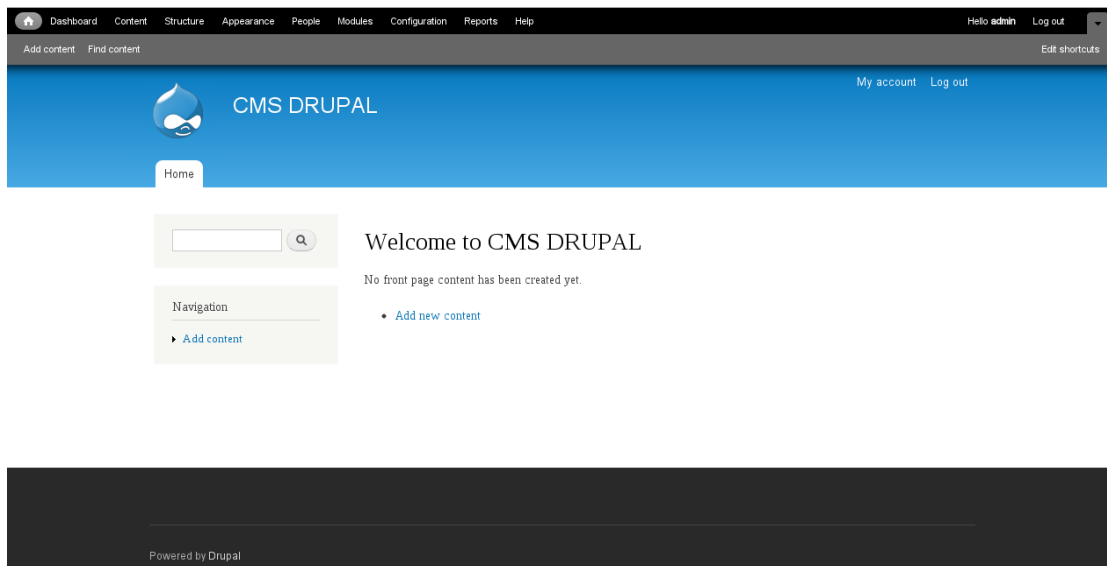 Dashboard Content Structure Appearance People Modules Configuration Reports Help Hello admin Log out
Add content Find content Edit shortcuts
My account Log out
CMS DRUPAL
Home
Welcome to CMS DRUPAL
No front page content has been created yet.
Navigation
Add new content
Add content
Powered by Drupal